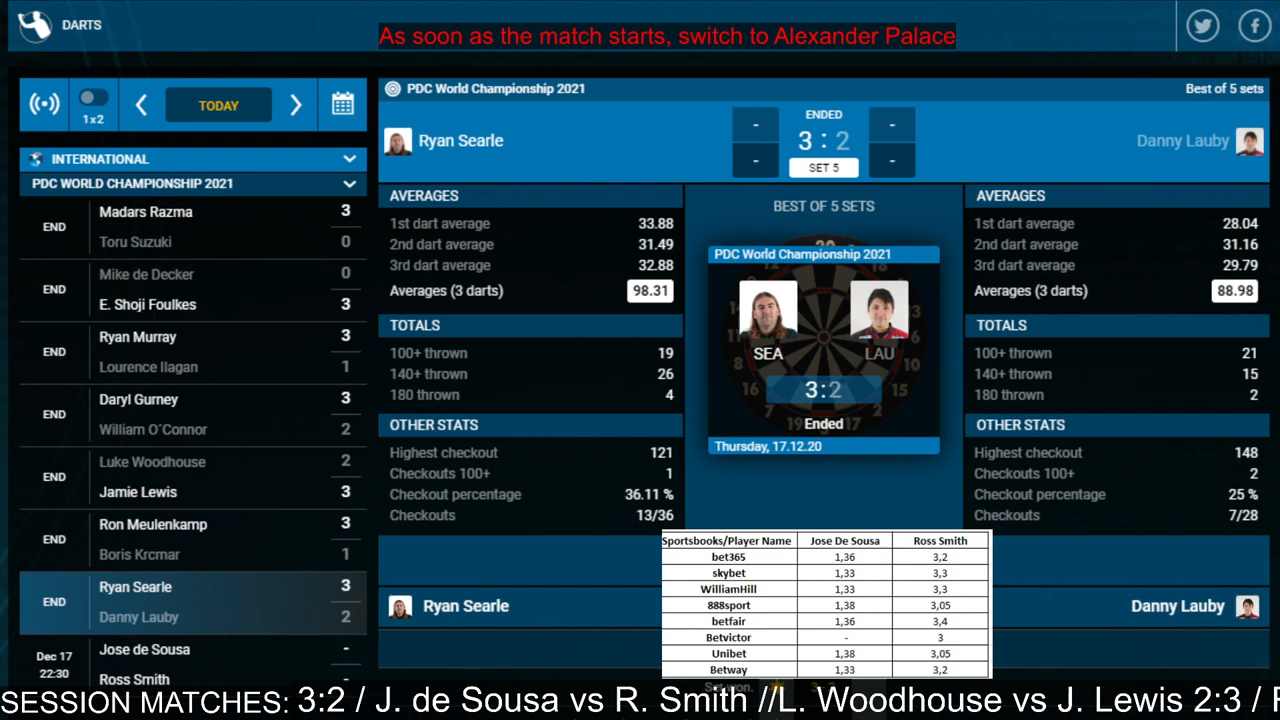 DARTS
As soon as the match starts, switch to Alexander Palace
1x2
TODAY
INTERNATIONAL
PDC WORLD CHAMPIONSHIP 2021
END
Madars Razma 3
Toru Suzuki 0
END
Mike de Decker 0
E. Shoji Foulkes 3
END
Ryan Murray 3
Lourence Ilagan 1
END
Daryl Gurney 3
William O´Connor 2
END
Luke Woodhouse 2
Jamie Lewis 3
END
Ron Meulenkamp 3
Boris Krcmar 1
END
Ryan Searle 3
Danny Lauby 2
Dec 17
22:30
Jose de Sousa -
Ross Smith
PDC World Championship 2021
Best of 5 sets
Ryan Searle
-
-
ENDED
3 : 2
SET 5
-
-
Danny Lauby
AVERAGES
1st dart average 33.88
2nd dart average 31.49
3rd dart average 32.88
Averages (3 darts) 98.31
TOTALS
100+ thrown 19
140+ thrown 26
180 thrown 4
OTHER STATS
Highest checkout 121
Checkouts 100+ 1
Checkout percentage 36.11 %
Checkouts 13/36
BEST OF 5 SETS
PDC World Championship 2021
SEA LAU
3:2
Ended
Thursday, 17.12.20
AVERAGES
1st dart average 28.04
2nd dart average 31.16
3rd dart average 29.79
Averages (3 darts) 88.98
TOTALS
100+ thrown 21
140+ thrown 15
180 thrown 2
OTHER STATS
Highest checkout 148
Checkouts 100+ 2
Checkout percentage 25 %
Checkouts 7/28
Sportsbooks/Player Name Jose De Sousa Ross Smith
bet365 1,36 3,2
skybet 1,33 3,3
WilliamHill 1,33 3,3
888sport 1,38 3,05
betfair 1,36 3,4
Betvictor - 3
Unibet 1,38 3,05
Betway 1,33 3,2
Ryan Searle
Danny Lauby
Set won.
SESSION MATCHES: 3:2 / J. de Sousa vs R. Smith //L. Woodhouse vs J. Lewis 2:3 /